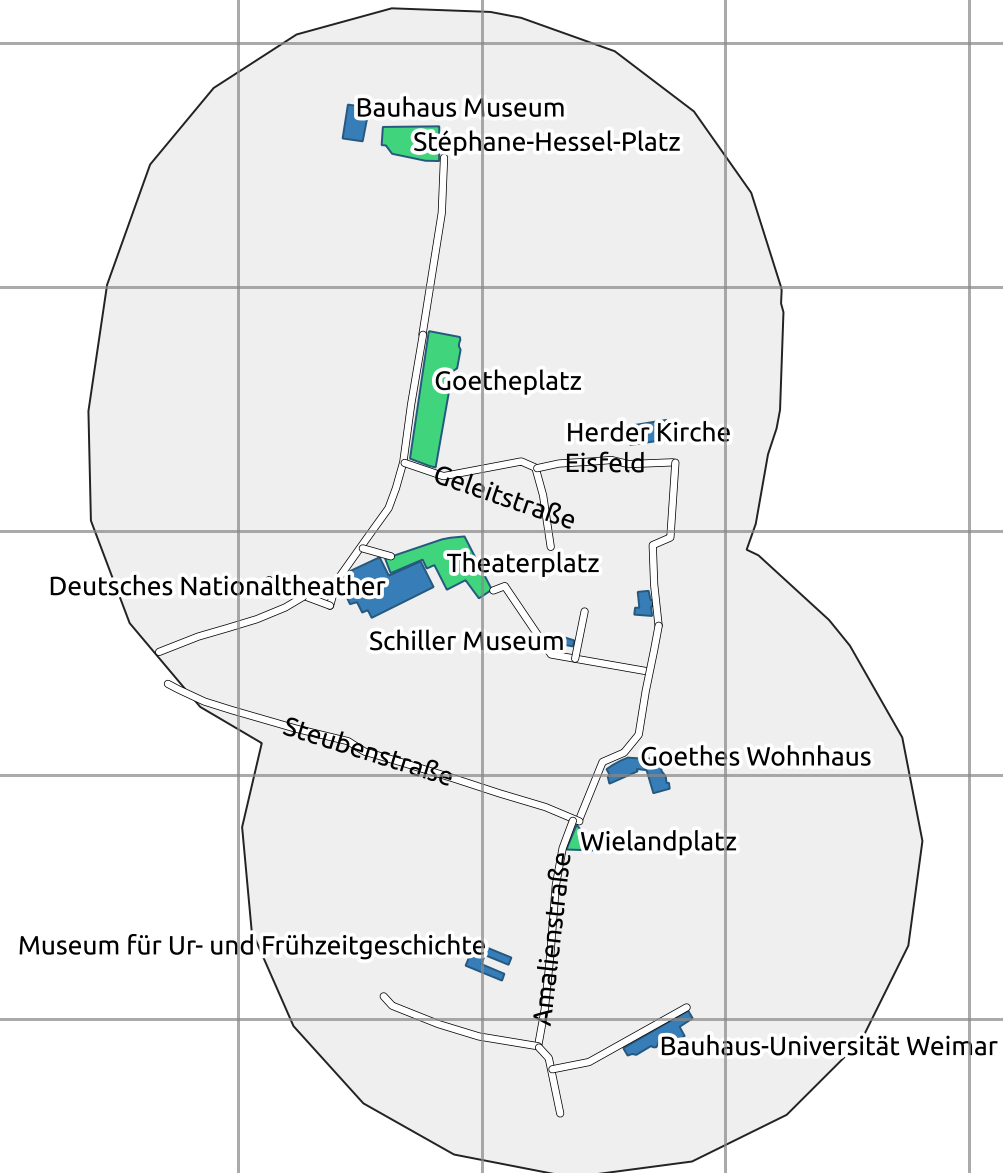 Bauhaus Museum
Stéphane-Hessel-Platz
Goetheplatz
Herder Kirche
Eisfeld
Geleitstraße
Theaterplatz
Deutsches Nationaltheather
Schiller Museum
Steubenstraße
Goethes Wohnhaus
Wielandplatz
Amalienstraße
Museum für Ur- und Frühzeitgeschichte
Bauhaus-Universität Weimar